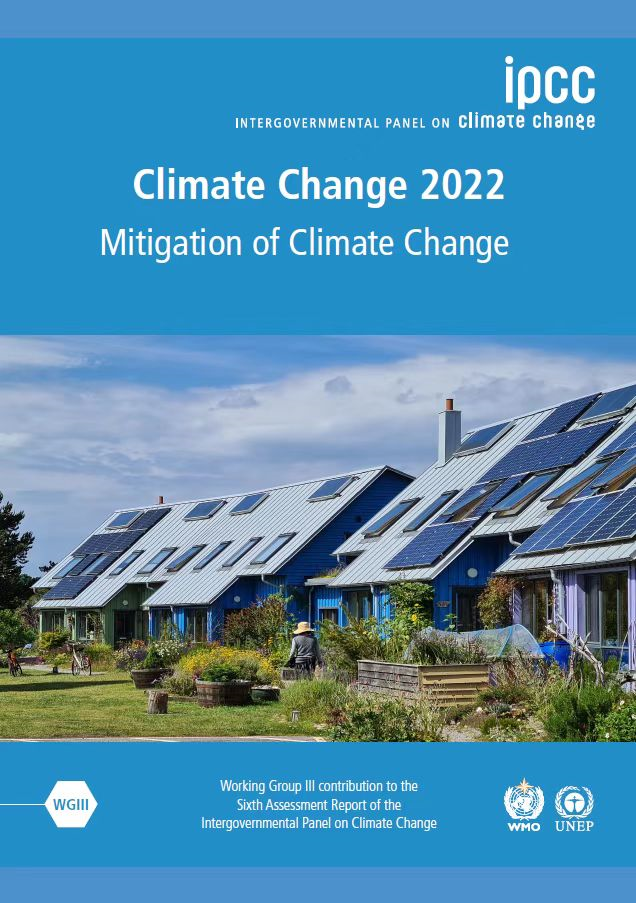 ipcc
INTERGOVERNMENTAL PANEL ON climate change
Climate Change 2022
Mitigation of Climate Change
WGIII
Working Group III contribution to the
Sixth Assessment Report of the
Intergovernmental Panel on Climate Change
WMO
UNEP